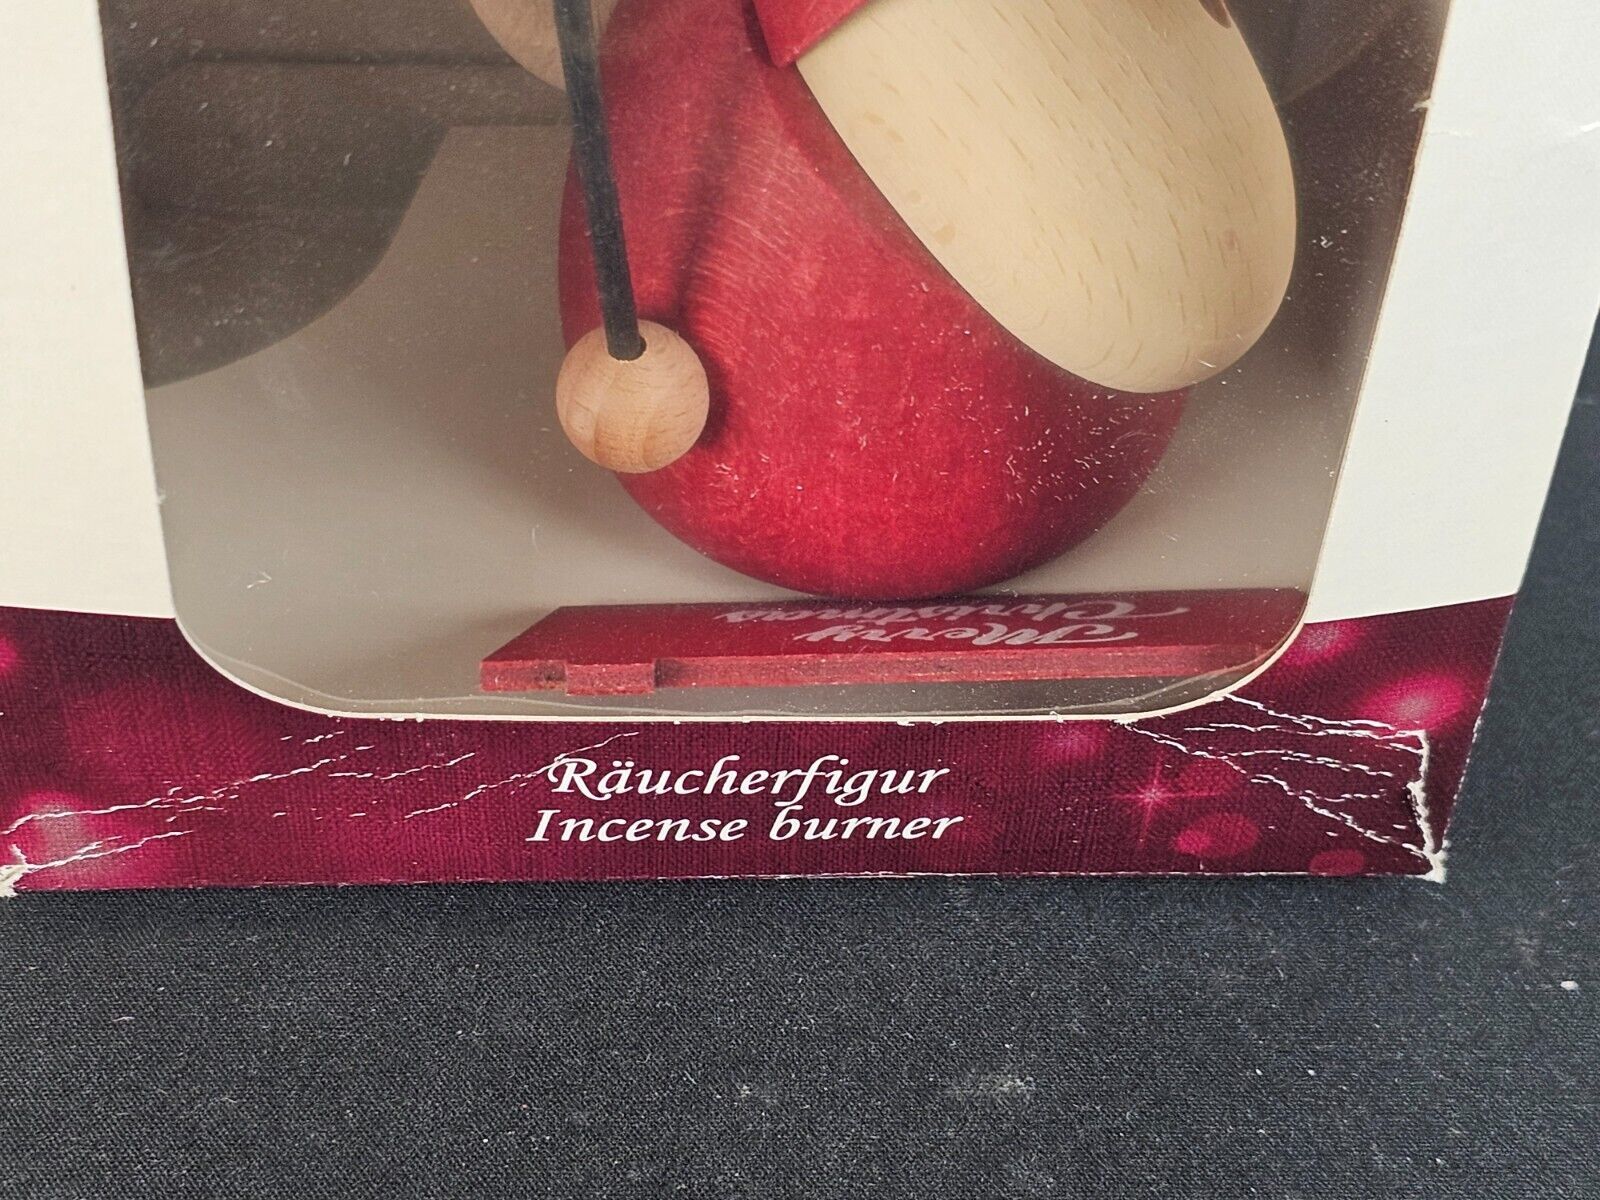 Merry
Christmas
Räucherfigur
Incense burner